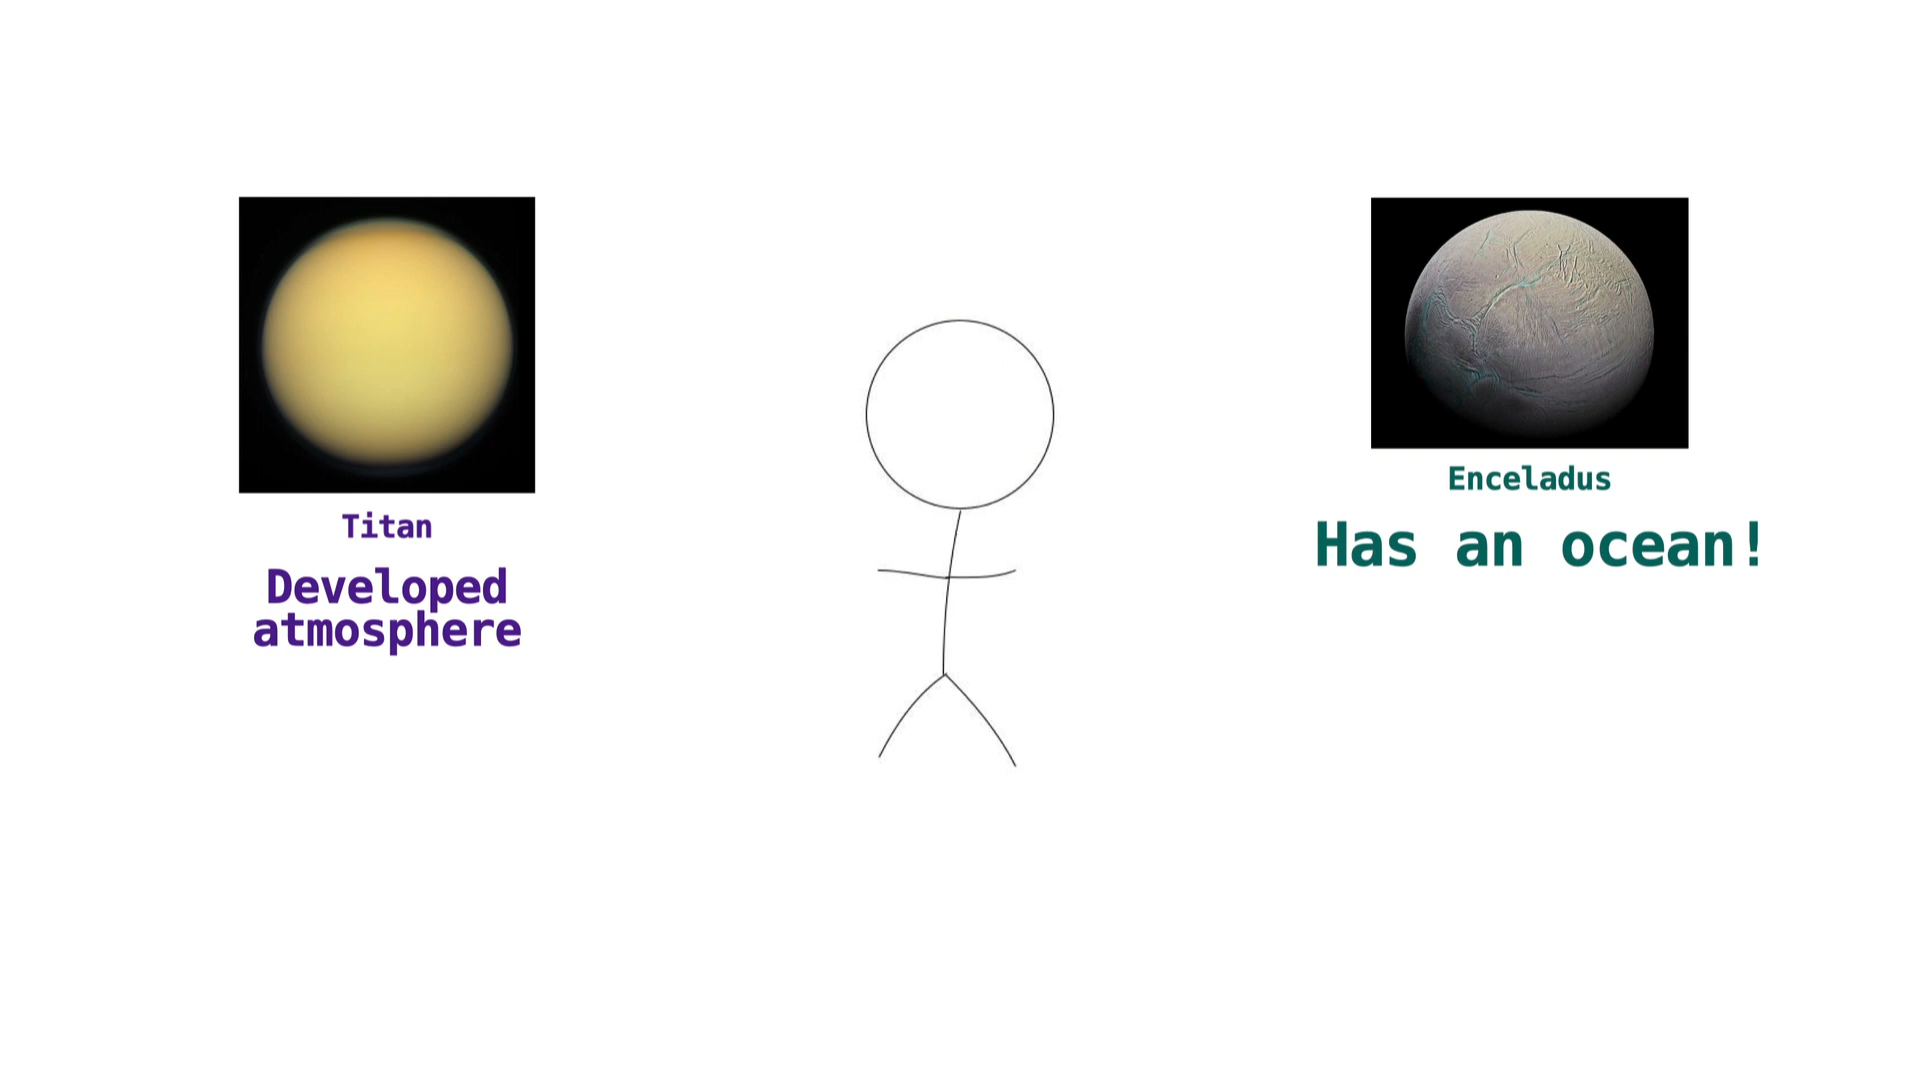 Titan
Developed
atmosphere
Enceladus
Has an ocean!